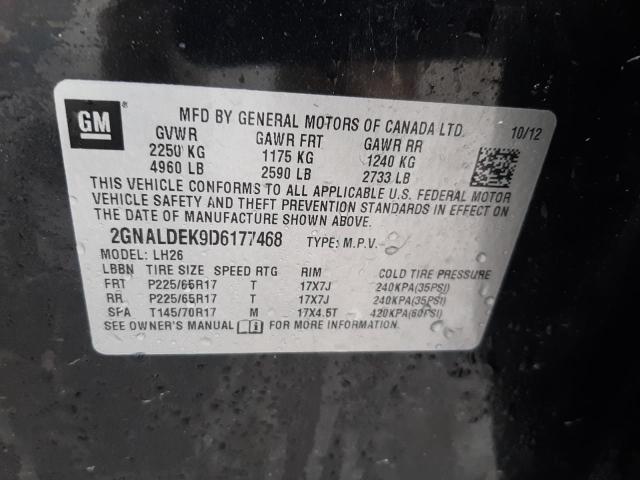 GM ®
MFD BY GENERAL MOTORS OF CANADA LTD. 10/12
GVWR GAWR FRT GAWR RR
2250 KG 1175 KG 1240 KG
4960 LB 2590 LB 2733 LB
THIS VEHICLE CONFORMS TO ALL APPLICABLE U.S. FEDERAL MOTOR
VEHICLE SAFETY AND THEFT PREVENTION STANDARDS IN EFFECT ON
THE DATE OF MANUFACTURE SHOWN ABOVE.
2GNALDEK9D6177468 TYPE: M.P.V.
MODEL: LH26
LBBN TIRE SIZE SPEED RTG RIM COLD TIRE PRESSURE
FRT P225/65R17 T 17X7J 240KPA(35PSI)
RR P225/65R17 T 17X7J 240KPA(35PSI)
SPA T145/70R17 M 17X4.5T 420KPA(60PSI)
SEE OWNER'S MANUAL FOR MORE INFORMATION.